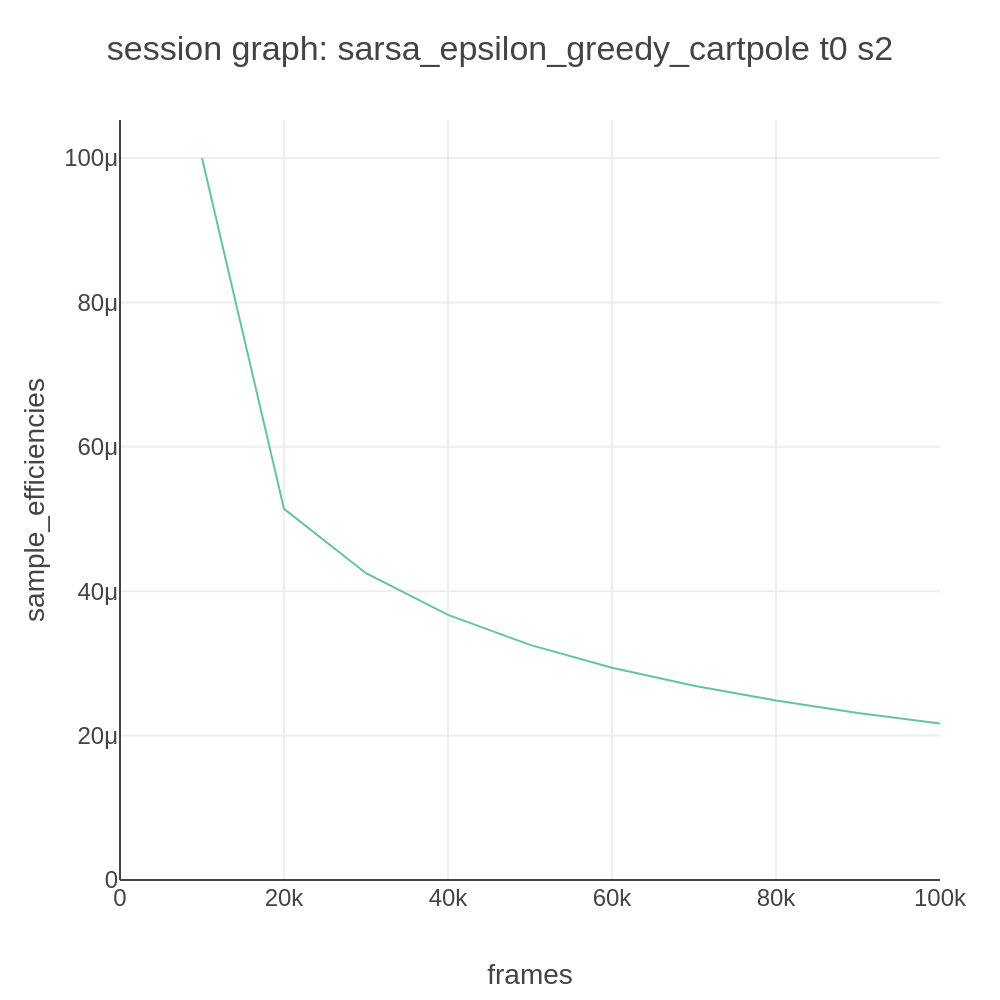 session graph: sarsa_epsilon_greedy_cartpole t0 s2
100μ
80μ
60μ
40μ
20μ
0
sample_efficiencies
0
20k
40k
60k
80k
100k
frames